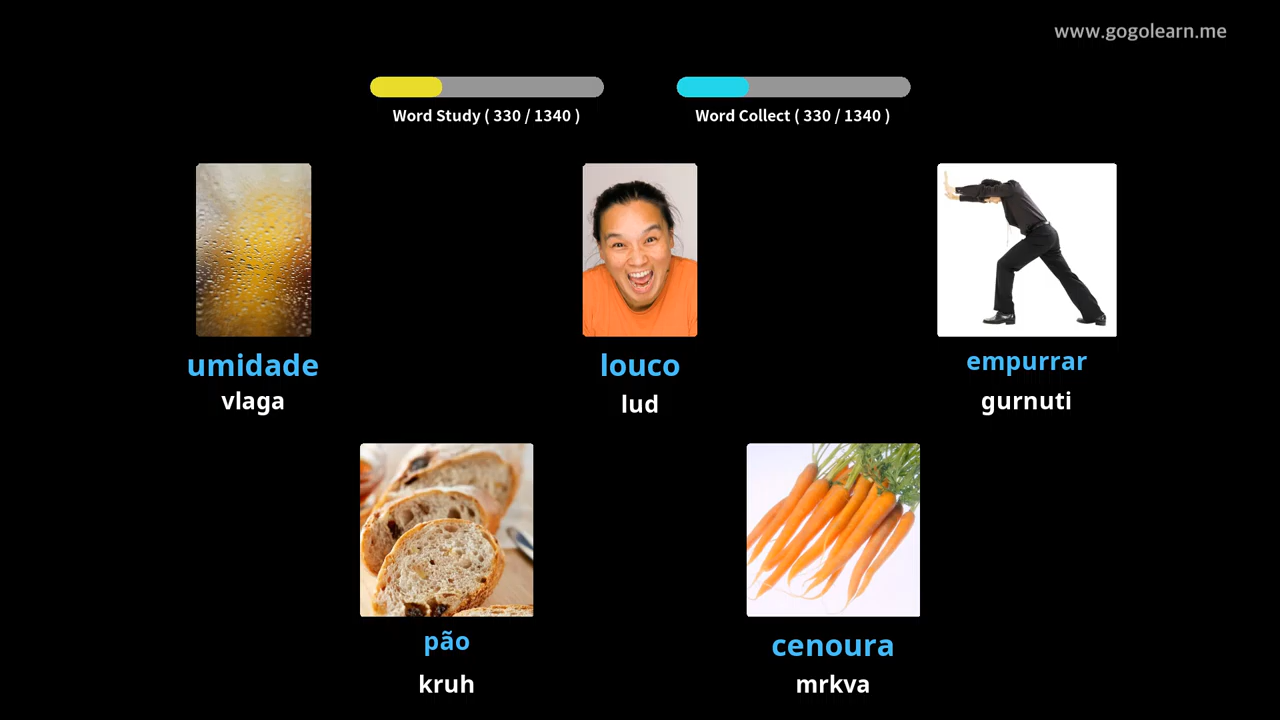 www.gogolearn.me
Word Study ( 330 / 1340 )
Word Collect ( 330 / 1340 )
umidade
vlaga
louco
lud
empurrar
gurnuti
pão
kruh
cenoura
mrkva